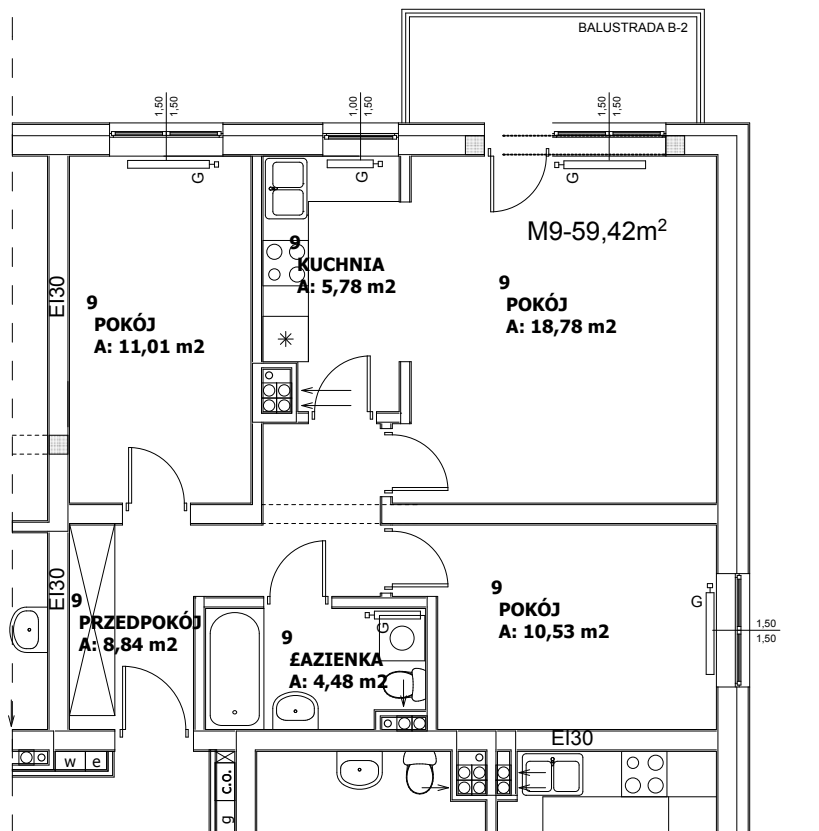 BALUSTRADA B-2
1,50
1,50
1,00
1,50
1,50
1,50
G
G
G
M9-59,42m²
9
KUCHNIA
A: 5,78 m2
9
POKÓJ
A: 18,78 m2
EI30
9
POKÓJ
A: 11,01 m2
EI30
9
PRZEDPOKÓJ
A: 8,84 m2
9
£AZIENKA
A: 4,48 m2
G
9
POKÓJ
A: 10,53 m2
G
1,50
1,50
EI30
w e
c.o.
g